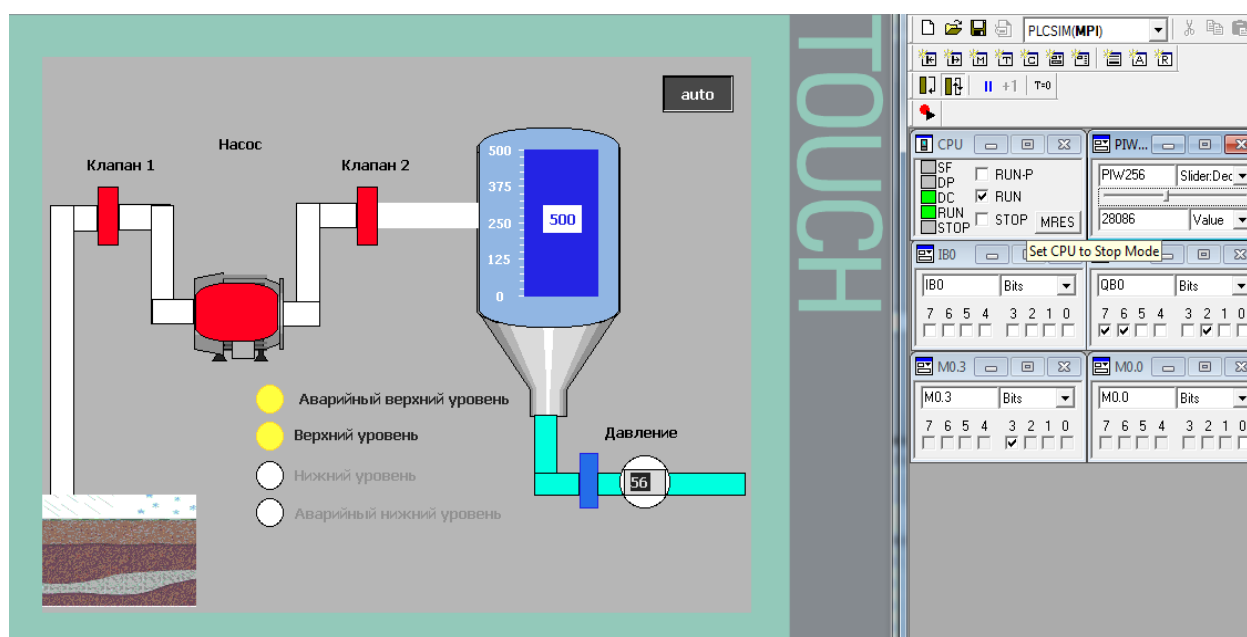 TOUCH
auto
Насос
Клапан 1
Клапан 2
500
375
250
125
0
500
Аварийный верхний уровень
Верхний уровень
Нижний уровень
Аварийный нижний уровень
Давление
56
PLCSIM(MPI)
+1
T=0
CPU
SF
DP
DC
RUN
STOP
RUN-P
RUN
STOP
MRES
PIW...
PIW256
Slider:Dec
28086
Value
Set CPU to Stop Mode
IB0
IB0
Bits
7 6 5 4 3 2 1 0
QB0
Bits
7 6 5 4 3 2 1 0
M0.3
M0.3
Bits
7 6 5 4 3 2 1 0
M0.0
M0.0
Bits
7 6 5 4 3 2 1 0